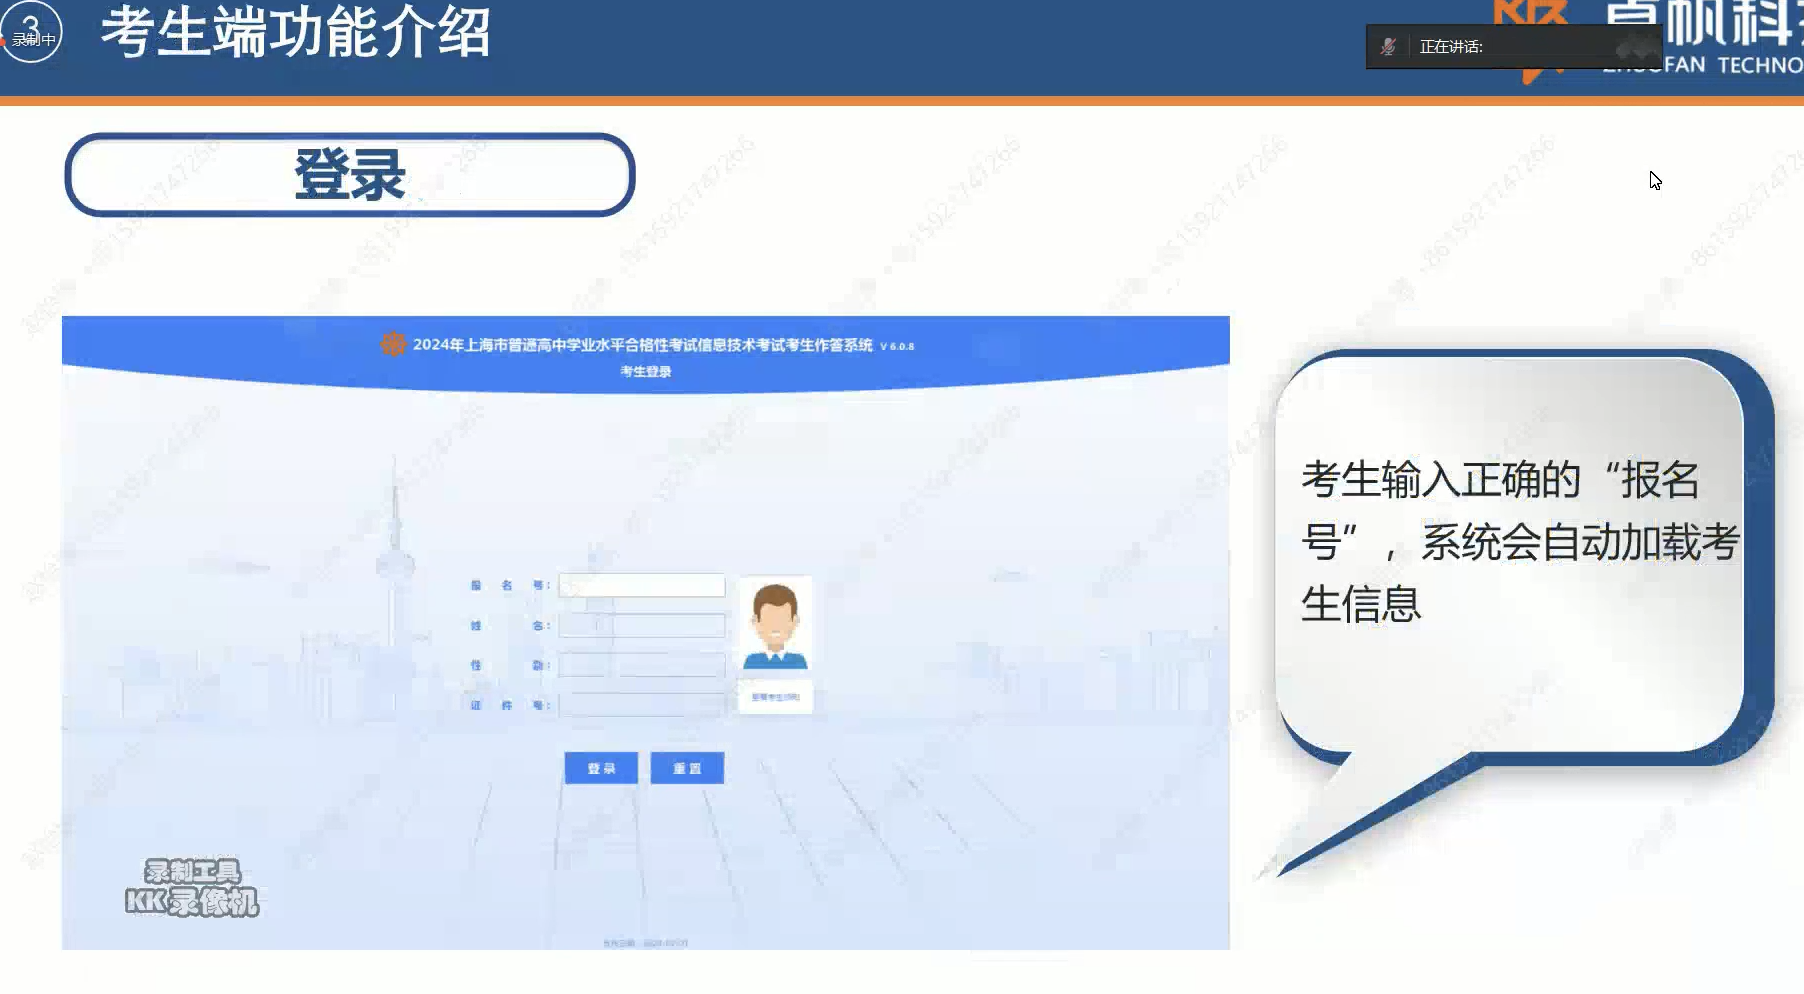 3
录制中
考生端功能介绍
正在讲话:
帆科
FAN TECHNO
登录
2024年上海市普通高中学业水平合格性考试信息技术考试考生作答系统 V 6.0.8
考生登录
报 名 号:
姓 名:
性 别:
证 件 号:
登 录
重 置
考生输入正确的“报名
号”，系统会自动加载考
生信息
录制工具
KK录像机